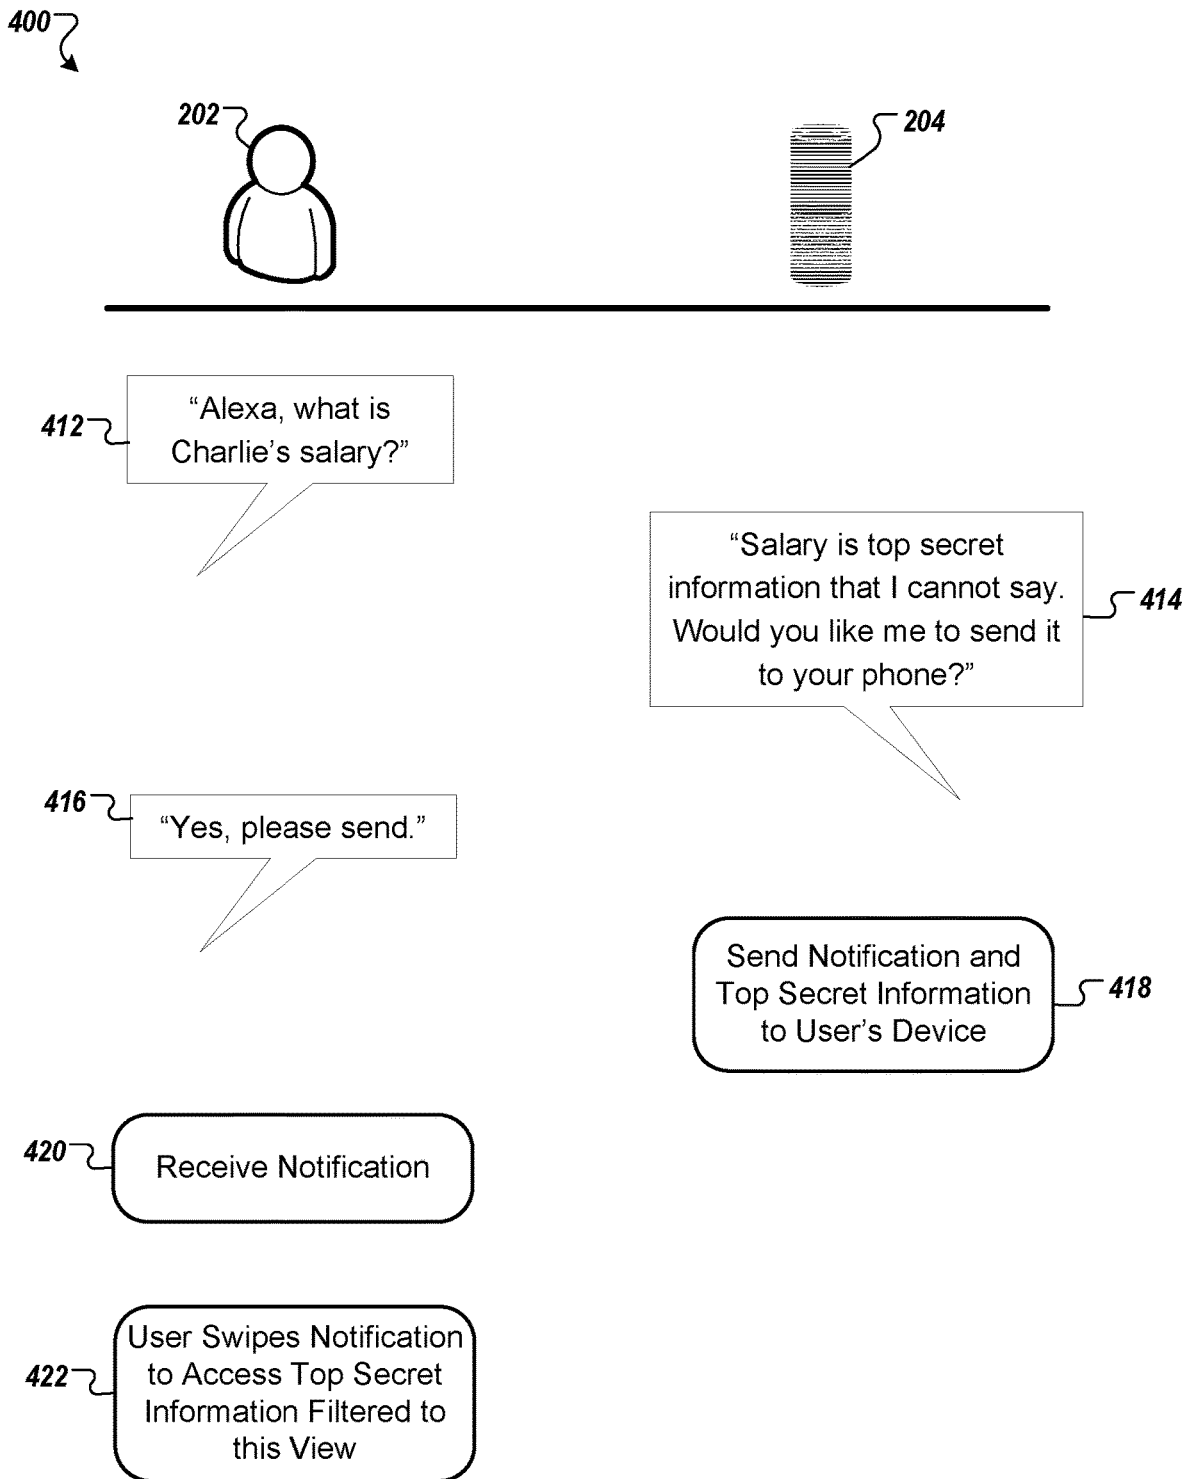 400
202
204
412
“Alexa, what is
Charlie’s salary?”
“Salary is top secret
information that I cannot say.
Would you like me to send it
to your phone?”
414
416
“Yes, please send.”
Send Notification and
Top Secret Information
to User’s Device
418
420
Receive Notification
422
User Swipes Notification
to Access Top Secret
Information Filtered to
this View